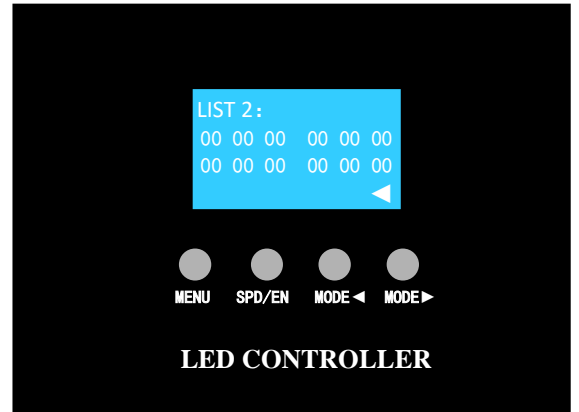 LIST 2：
00 00 00 00 00 00
00 00 00 00 00 00
◀
MENU SPD/EN MODE◀ MODE▶
LED CONTROLLER